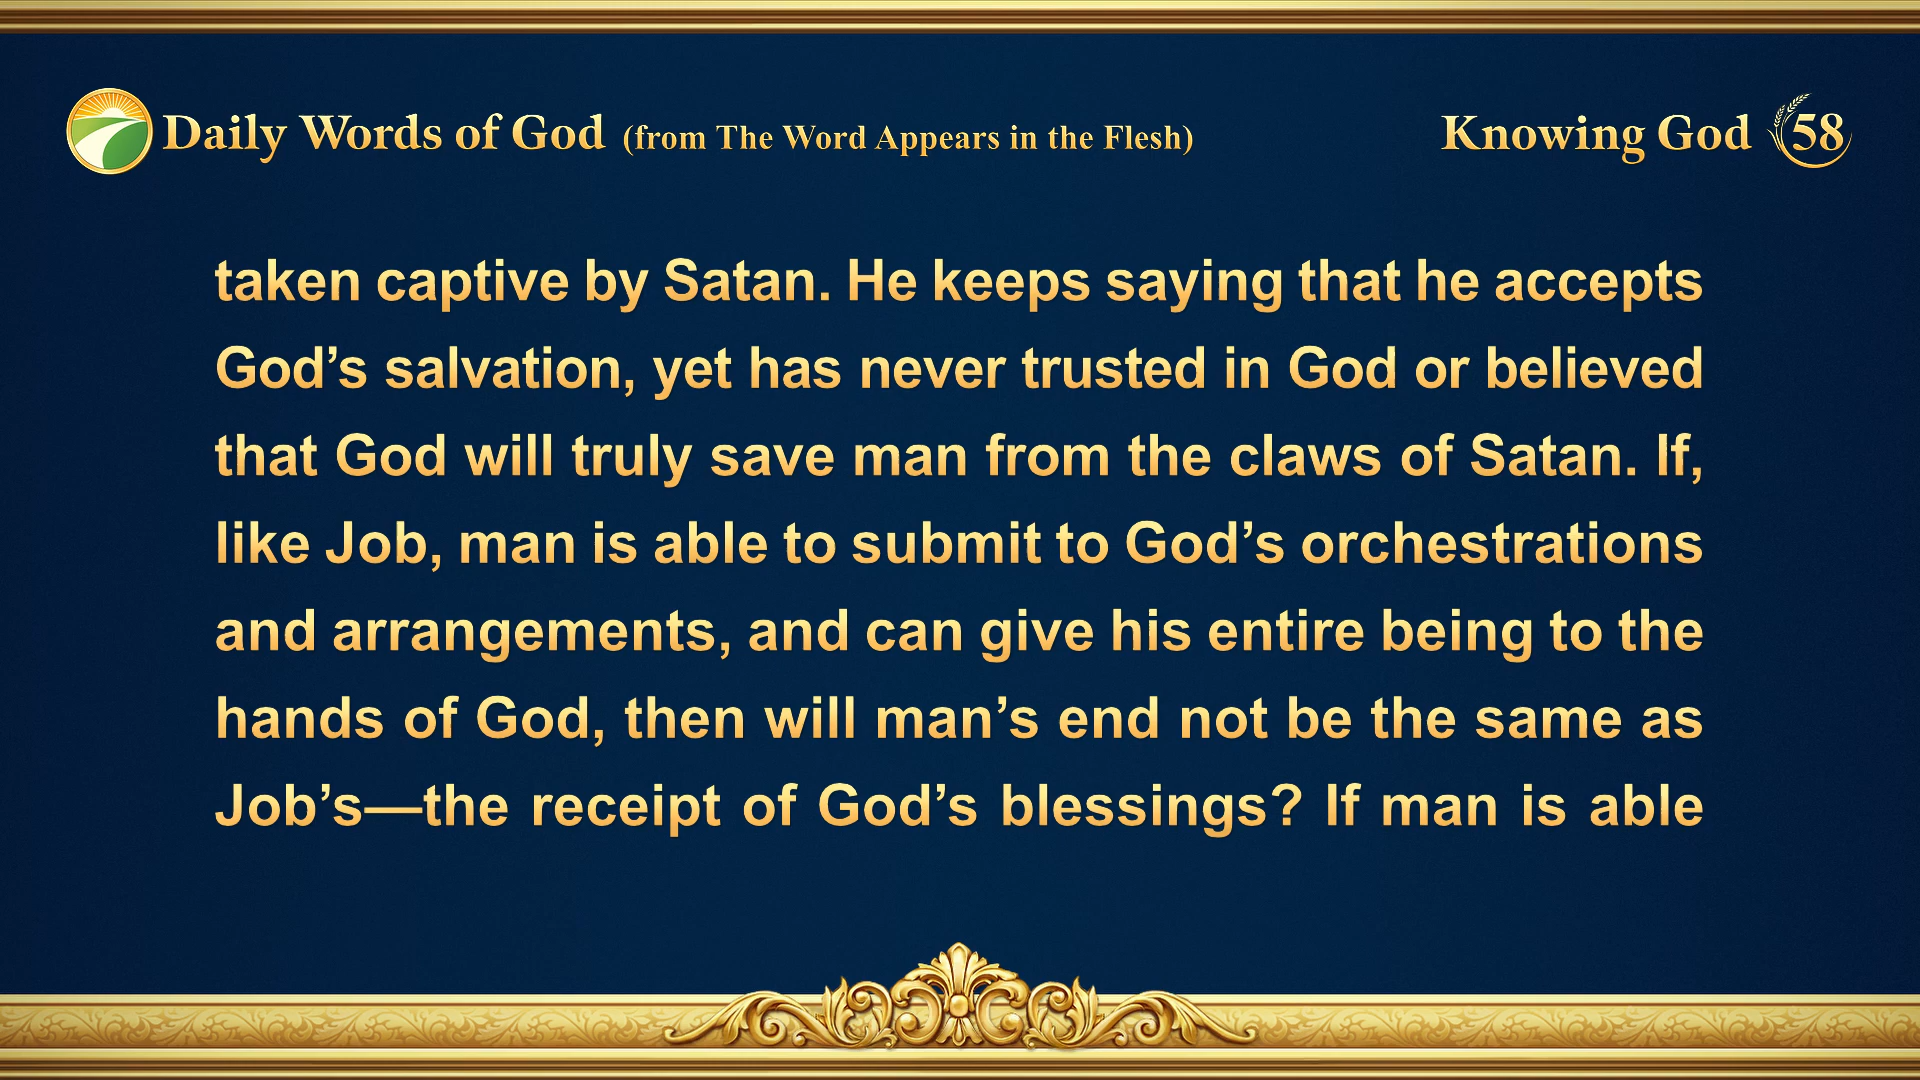 Daily Words of God (from The Word Appears in the Flesh)
Knowing God 58
taken captive by Satan. He keeps saying that he accepts
God’s salvation, yet has never trusted in God or believed
that God will truly save man from the claws of Satan. If,
like Job, man is able to submit to God’s orchestrations
and arrangements, and can give his entire being to the
hands of God, then will man’s end not be the same as
Job’s—the receipt of God’s blessings? If man is able